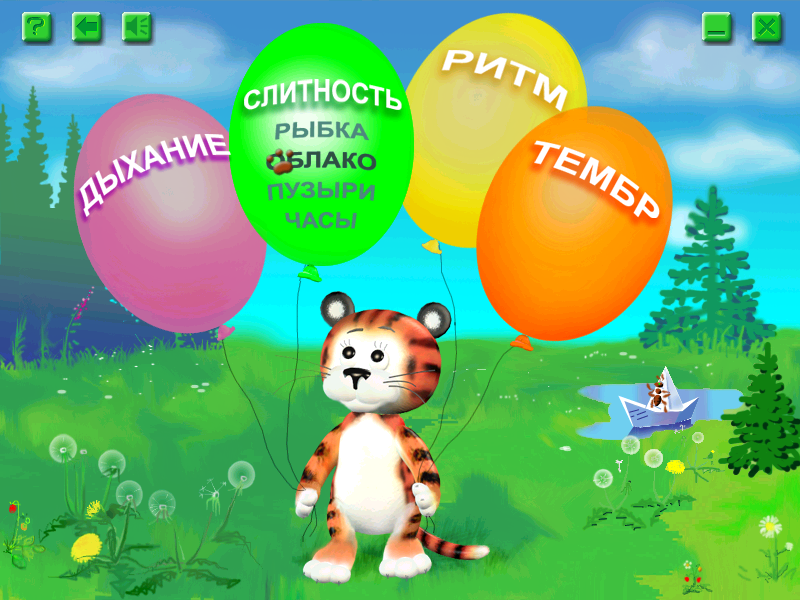 ДЫХАНИЕ
СЛИТНОСТЬ
РЫБКА
ОБЛАКО
ПУЗЫРИ
ЧАСЫ
РИТМ
ТЕМБР
?